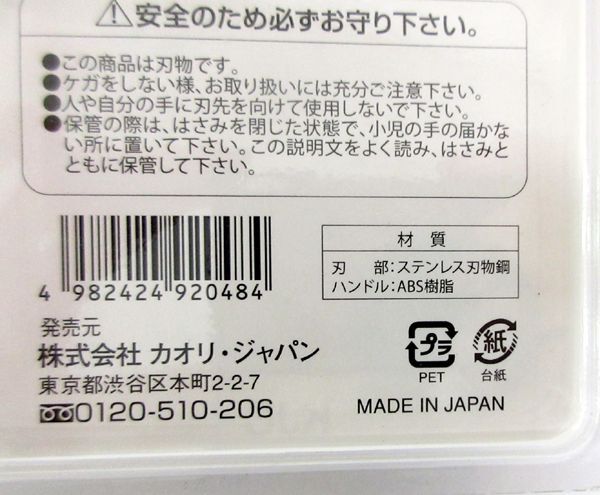 安全のため必ずお守り下さい。
●この商品は刃物です。
●ケガをしない様、お取り扱いには充分ご注意下さい。
●人や自分の手に刃先を向けて使用しないで下さい。
●保管の際は、はさみを閉じた状態で、小児の手の届かな
い所に置いて下さい。この説明文をよく読み、はさみと
ともに保管して下さい。
4 982424 920484
材 質
刃 部：ステンレス刃物鋼
ハンドル：ABS樹脂
発売元
株式会社 カオリ・ジャパン
東京都渋谷区本町2-2-7
0120-510-206
プラ
PET
紙
台紙
MADE IN JAPAN